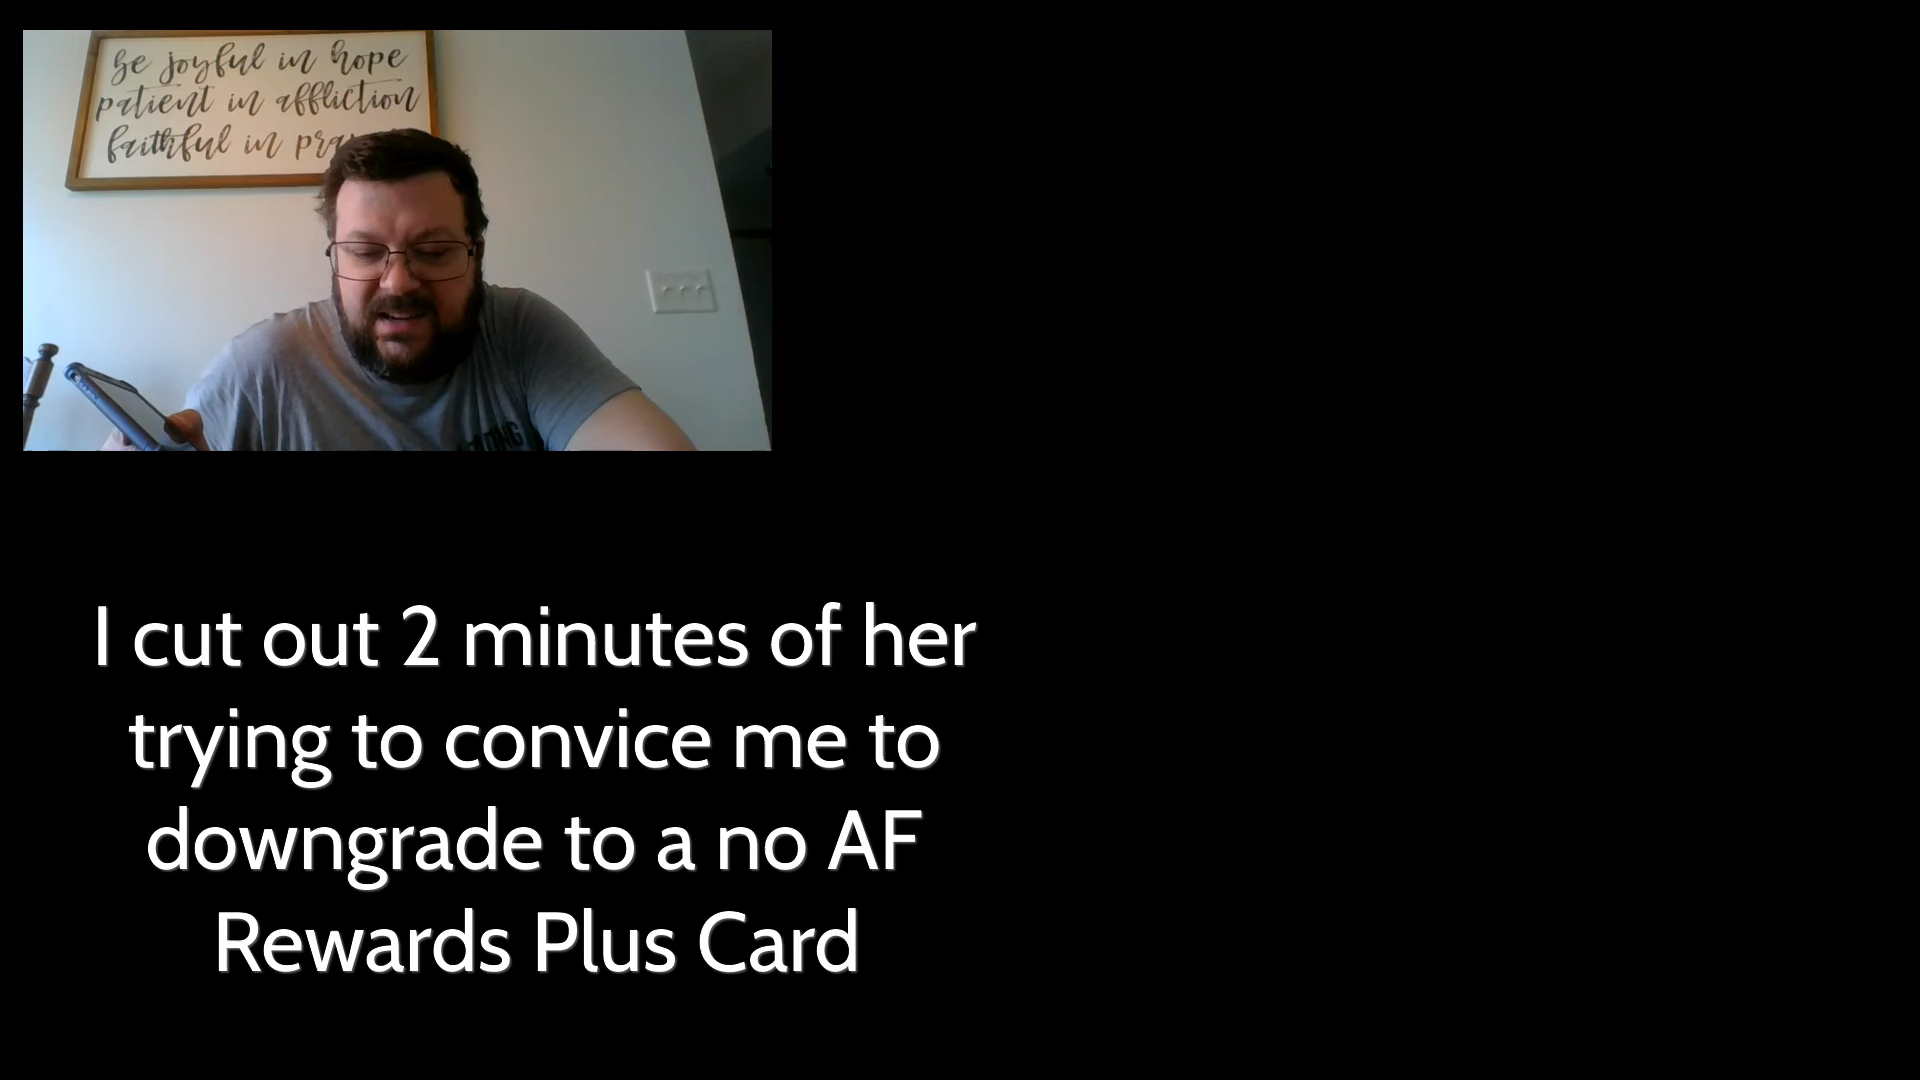 be joyful in hope
patient in affliction
faithful in
I cut out 2 minutes of her
trying to convice me to
downgrade to a no AF
Rewards Plus Card